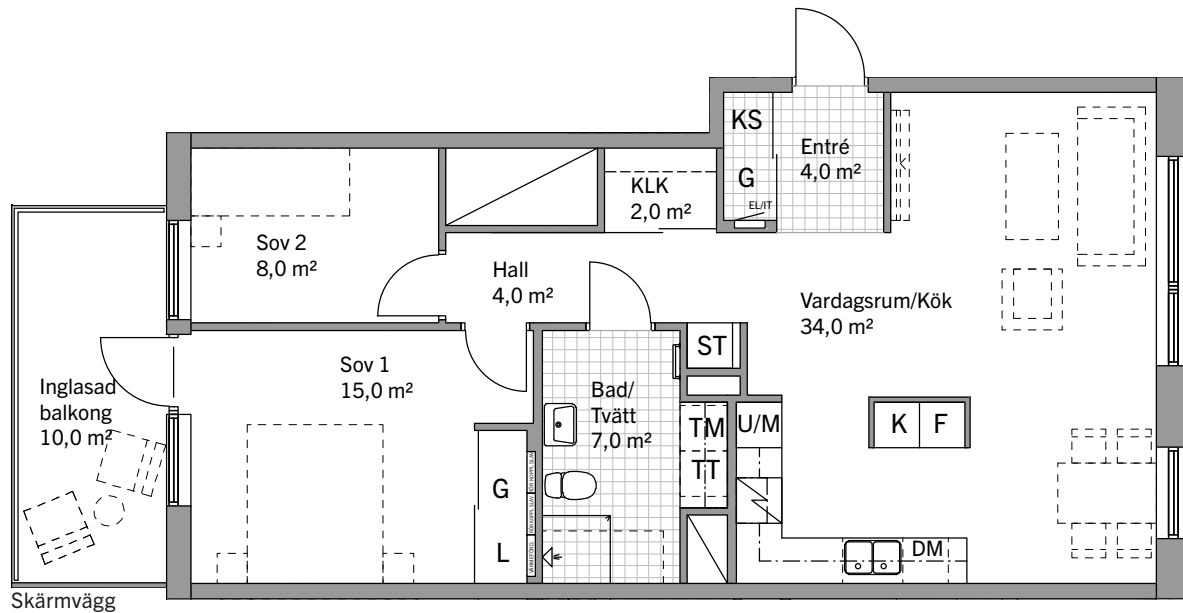 KS
Entré
4,0 m²
G
EL/IT
KLK
2,0 m²
Sov 2
8,0 m²
Hall
4,0 m²
Vardagsrum/Kök
34,0 m²
ST
Sov 1
15,0 m²
Bad/
Tvätt
7,0 m²
Inglasad
balkong
10,0 m²
TM
TT
U/M
K
F
G
L
DM
Skärmvägg